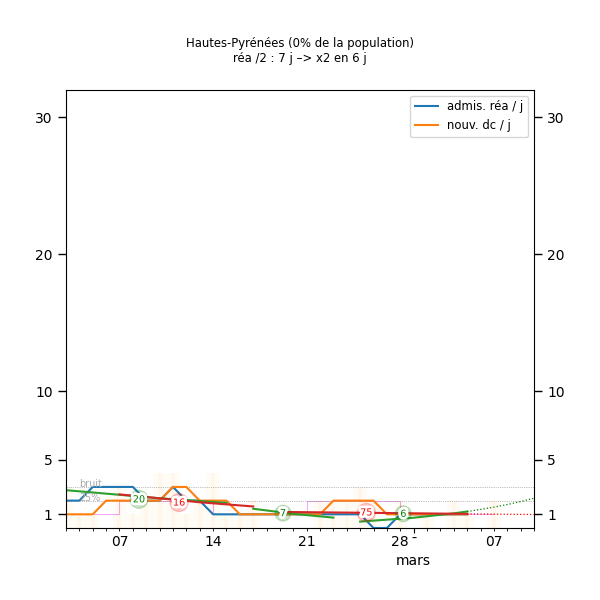 Hautes-Pyrénées (0% de la population)
réa /2 : 7 j –> x2 en 6 j
admis. réa / j
nouv. dc / j
30 30
20 20
10 10
5 5
1 1
bruit
20 16 7 75 6
07 14 21 28 07
mars